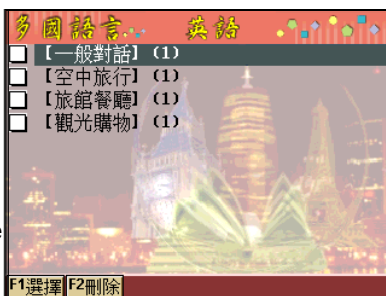 多國語言 英語
【一般對話】(1)
【空中旅行】(1)
【旅館餐廳】(1)
【觀光購物】(1)
F1選擇 F2刪除